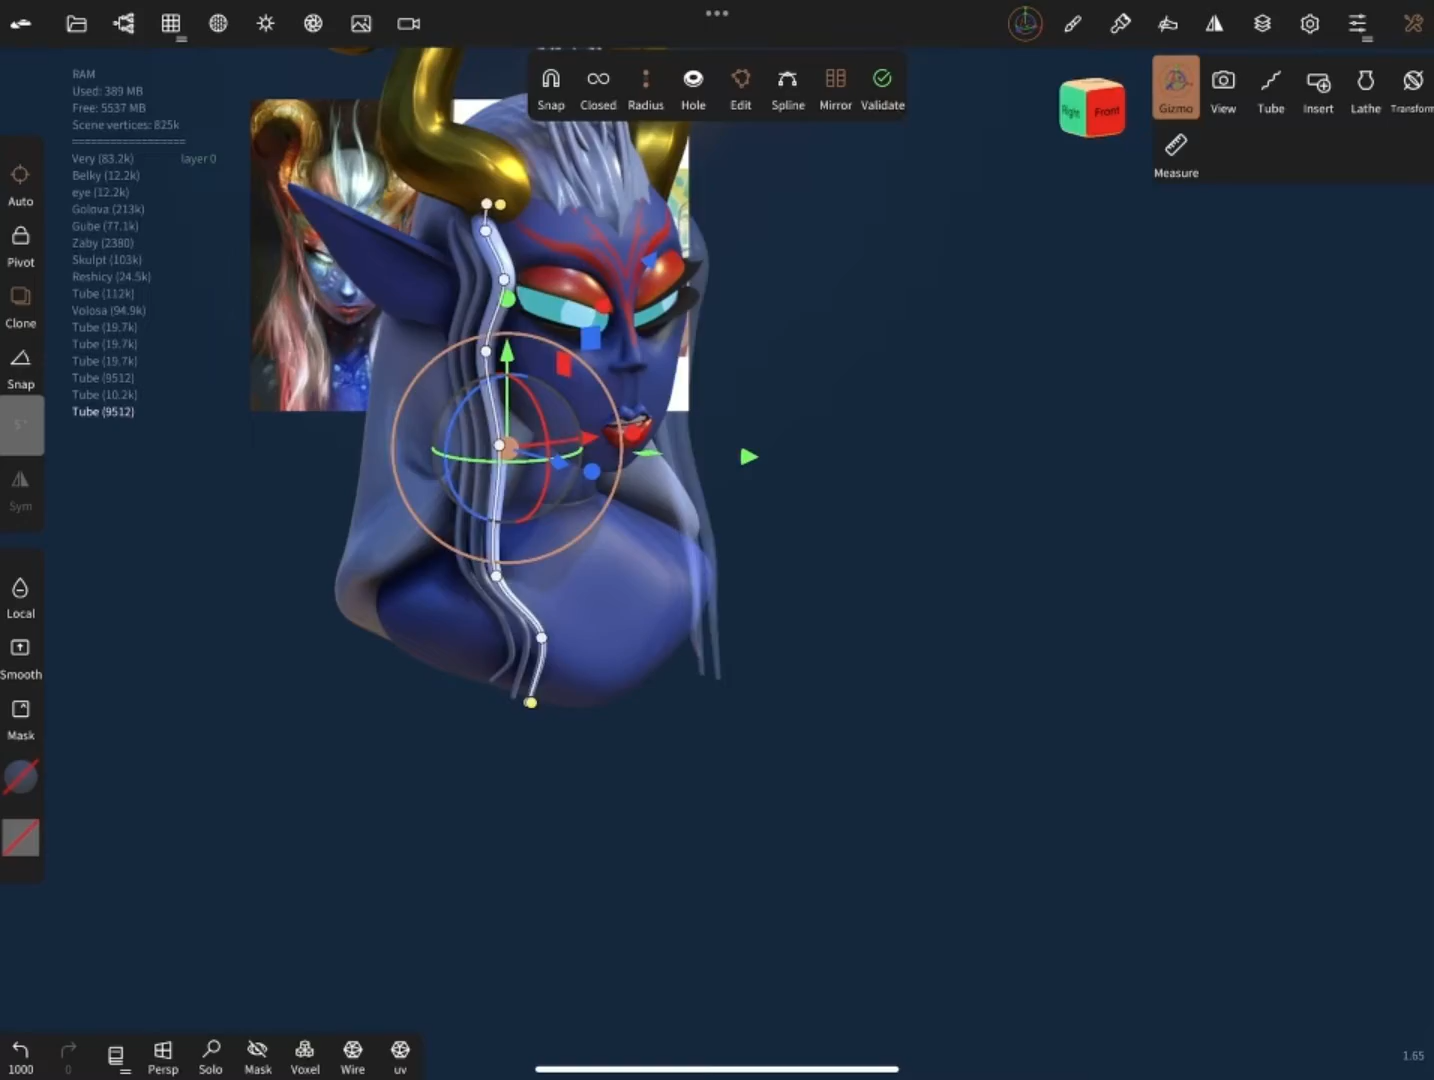 RAM
Used: 389 MB
Free: 5537 MB
Scene vertices: 825k
==================
Very (83.2k) layer 0
Belky (12.2k)
eye (12.2k)
Golova (213k)
Gube (77.1k)
Zaby (2380)
Skulpt (103k)
Reshicy (24.5k)
Tube (112k)
Volosa (94.9k)
Tube (19.7k)
Tube (19.7k)
Tube (19.7k)
Tube (9512)
Tube (10.2k)
Tube (9512)
Snap
Closed
Radius
Hole
Edit
Spline
Mirror
Validate
Right
Front
Gizmo
View
Tube
Insert
Lathe
Transform
Measure
Auto
Pivot
Clone
Snap
5°
Sym
Local
Smooth
Mask
1000
0
Persp
Solo
Mask
Voxel
Wire
uv
1.65